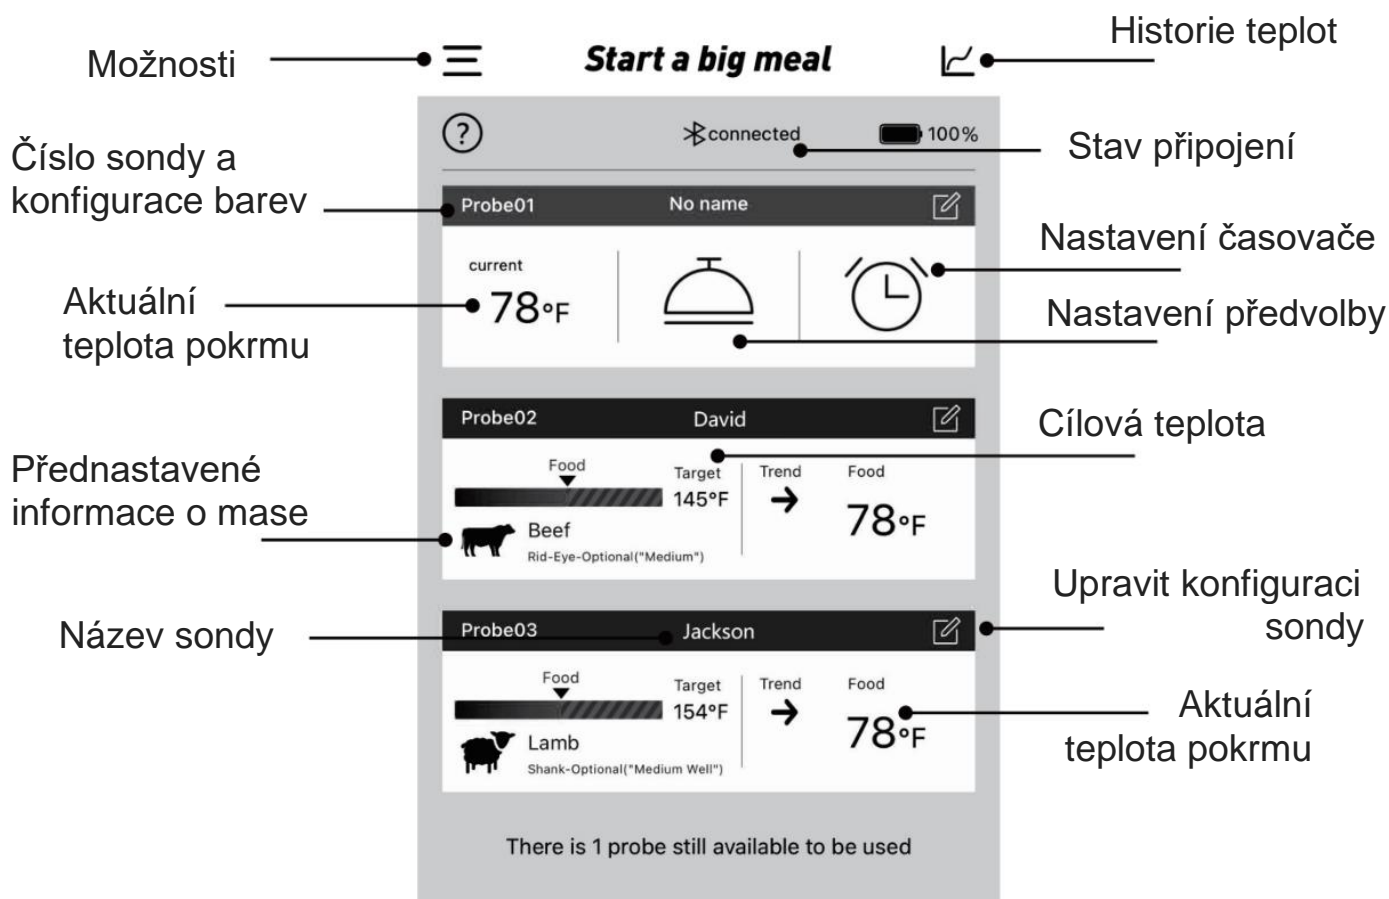 Historie teplot
Možnosti
Start a big meal
connected
100%
Stav připojení
Číslo sondy a
konfigurace barev
Probe01
No name
Nastavení časovače
current
78°F
Aktuální
teplota pokrmu
Nastavení předvolby
Probe02
David
Cílová teplota
Přednastavené
informace o mase
Food
Target
145°F
Trend
Food
78°F
Beef
Rid-Eye-Optional("Medium")
Upravit konfiguraci
sondy
Název sondy
Probe03
Jackson
Food
Target
154°F
Trend
Food
78°F
Lamb
Shank-Optional("Medium Well")
Aktuální
teplota pokrmu
There is 1 probe still available to be used